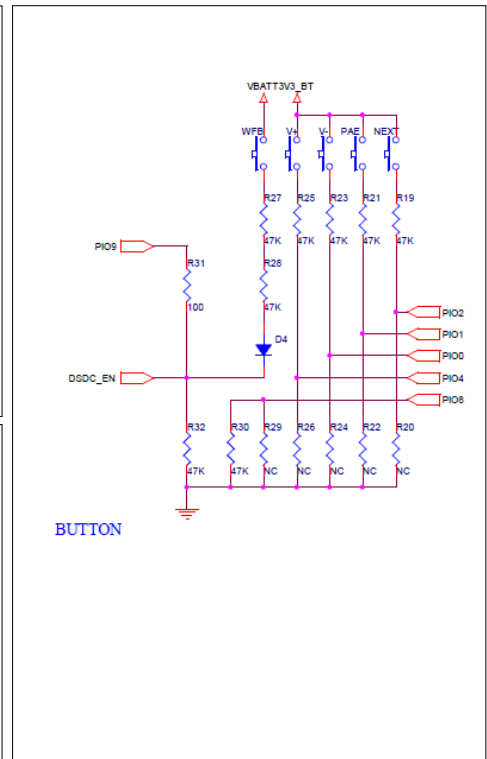 VBATT3V3_BT
WFB V+ V- PAE NEXT
R27 R25 R23 R21 R19
47K 47K 47K 47K 47K
PIO9
R31 R28
100 47K
PIO2
D4 PIO1
PIO0
DSDC_EN PIO4
PIO8
R32 R30 R29 R26 R24 R22 R20
47K 47K NC NC NC NC NC
BUTTON